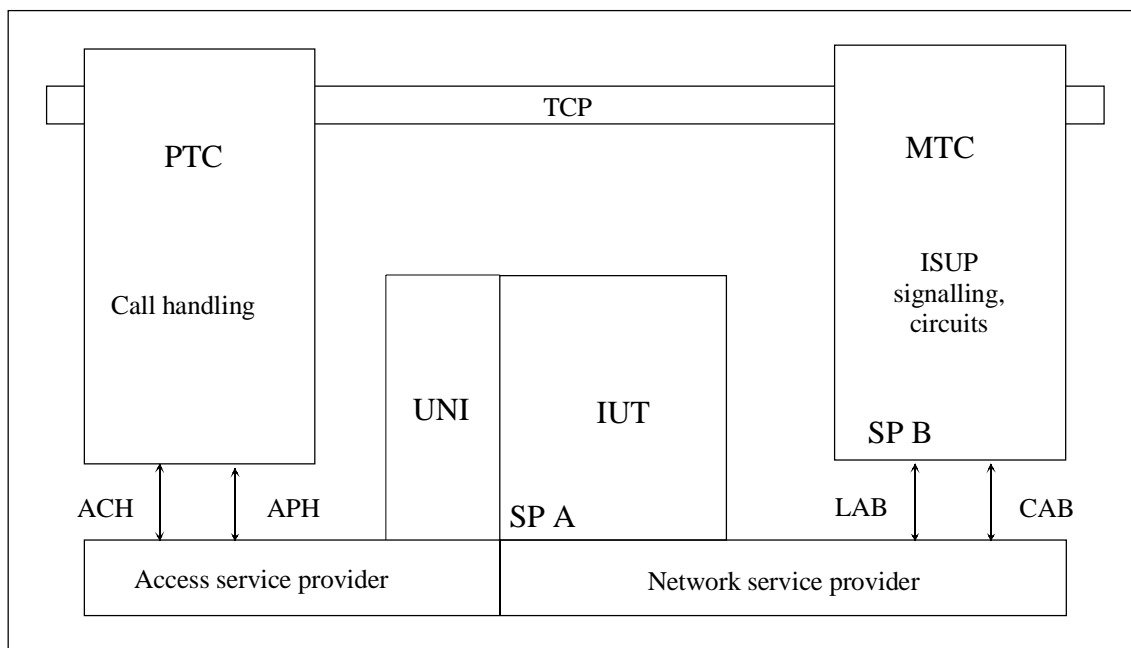 TCP
PTC
MTC
Call handling
ISUP
signalling,
circuits
UNI
IUT
SP B
SP A
ACH
APH
LAB
CAB
Access service provider
Network service provider